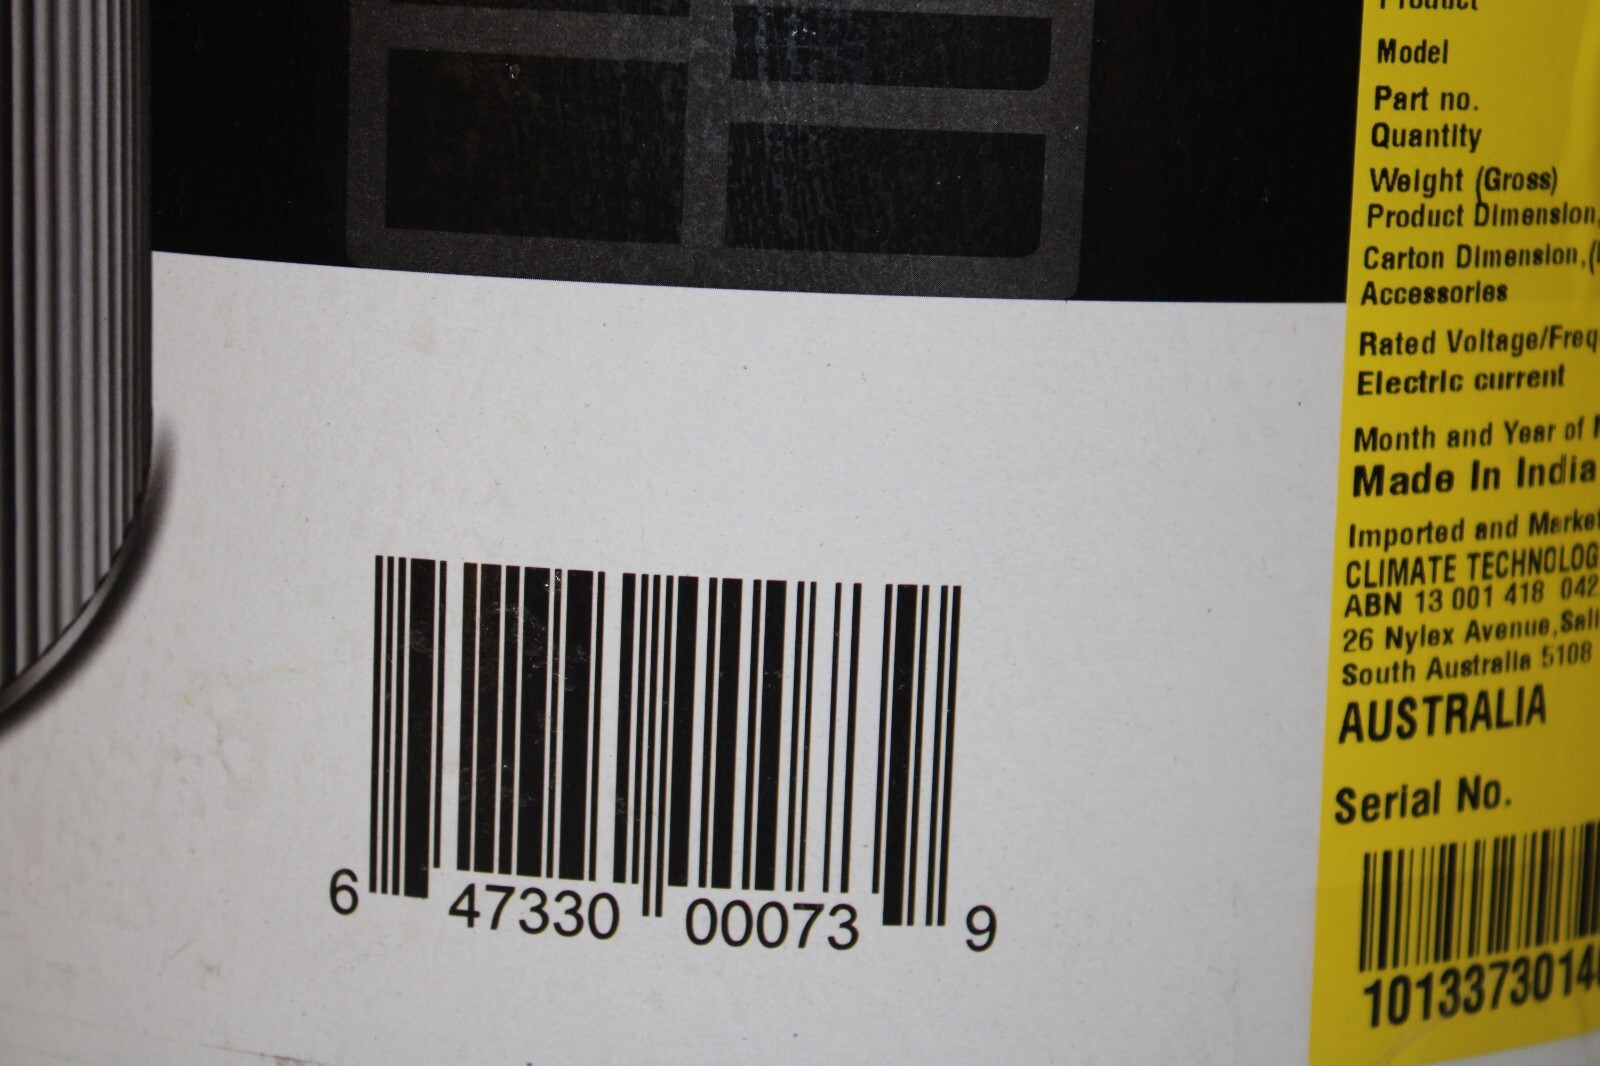 Product
Model
Part no.
Quantity
Weight (Gross)
Product Dimension,
Carton Dimension,(
Accessories
Rated Voltage/Freq
Electric current
Month and Year of
Made In India
Imported and Market
CLIMATE TECHNOLOG
ABN 13 001 418 042
26 Nylex Avenue,Sali
South Australia 5108
AUSTRALIA
Serial No.
1013373014
6 47330 00073 9